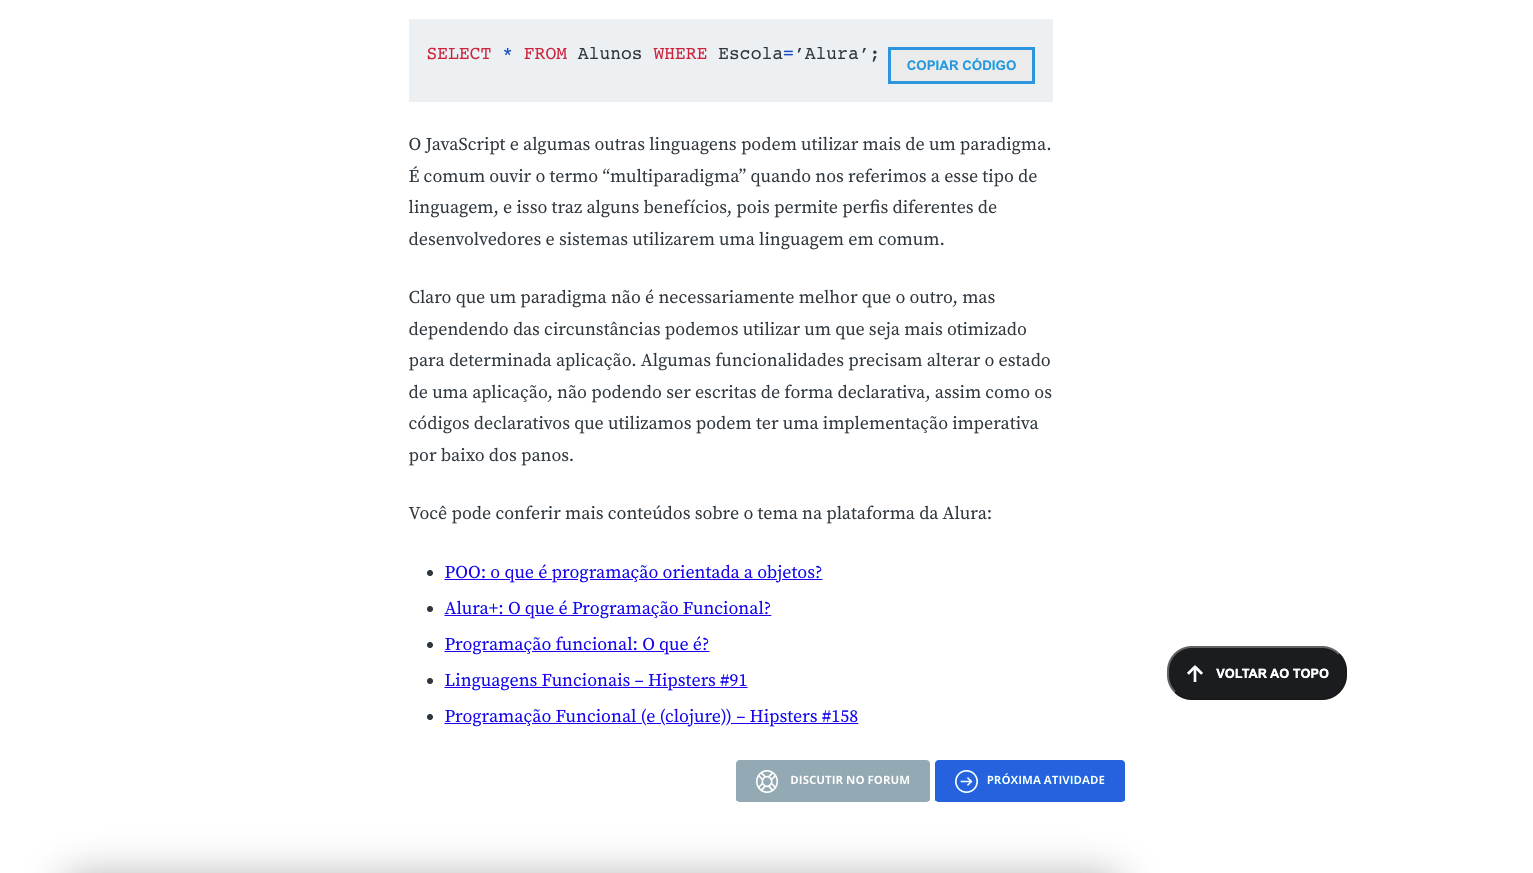 SELECT * FROM Alunos WHERE Escola=’Alura’;
COPIAR CÓDIGO
O JavaScript e algumas outras linguagens podem utilizar mais de um paradigma.
É comum ouvir o termo “multiparadigma” quando nos referimos a esse tipo de
linguagem, e isso traz alguns benefícios, pois permite perfis diferentes de
desenvolvedores e sistemas utilizarem uma linguagem em comum.
Claro que um paradigma não é necessariamente melhor que o outro, mas
dependendo das circunstâncias podemos utilizar um que seja mais otimizado
para determinada aplicação. Algumas funcionalidades precisam alterar o estado
de uma aplicação, não podendo ser escritas de forma declarativa, assim como os
códigos declarativos que utilizamos podem ter uma implementação imperativa
por baixo dos panos.
Você pode conferir mais conteúdos sobre o tema na plataforma da Alura:
POO: o que é programação orientada a objetos?
Alura+: O que é Programação Funcional?
Programação funcional: O que é?
Linguagens Funcionais – Hipsters #91
Programação Funcional (e (clojure)) – Hipsters #158
VOLTAR AO TOPO
DISCUTIR NO FORUM
PRÓXIMA ATIVIDADE